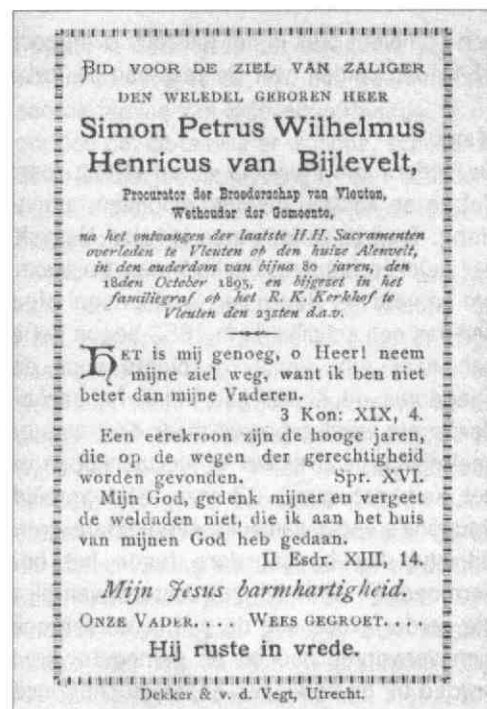 BID VOOR DE ZIEL VAN ZALIGER
DEN WELEDEL GEBOREN HEER
Simon Petrus Wilhelmus
Henricus van Bijlevelt,
Procurator der Broederschap van Vleuten,
Wethouder der Gemeente,
na het ontvangen der laatste H.H. Sacramenten
overleden te Vleuten op den huize Alenvelt,
in den ouderdom van bijna 80 jaren, den
18den October 1895, en bijgezet in het
familiegraf op het R. K. Kerkhof te
Vleuten den 23sten d.a.v.
HET is mij genoeg, o Heer! neem
mijne ziel weg, want ik ben niet
beter dan mijne Vaderen.
3 Kon: XIX, 4.
Een eerekroon zijn de hooge jaren,
die op de wegen der gerechtigheid
worden gevonden. Spr. XVI.
Mijn God, gedenk mijner en vergeet
de weldaden niet, die ik aan het huis
van mijnen God heb gedaan.
II Esdr. XIII, 14.
Mijn Jesus barmhartigheid.
ONZE VADER.... WEES GEGROET....
Hij ruste in vrede.
Dekker & v. d. Vegt, Utrecht.